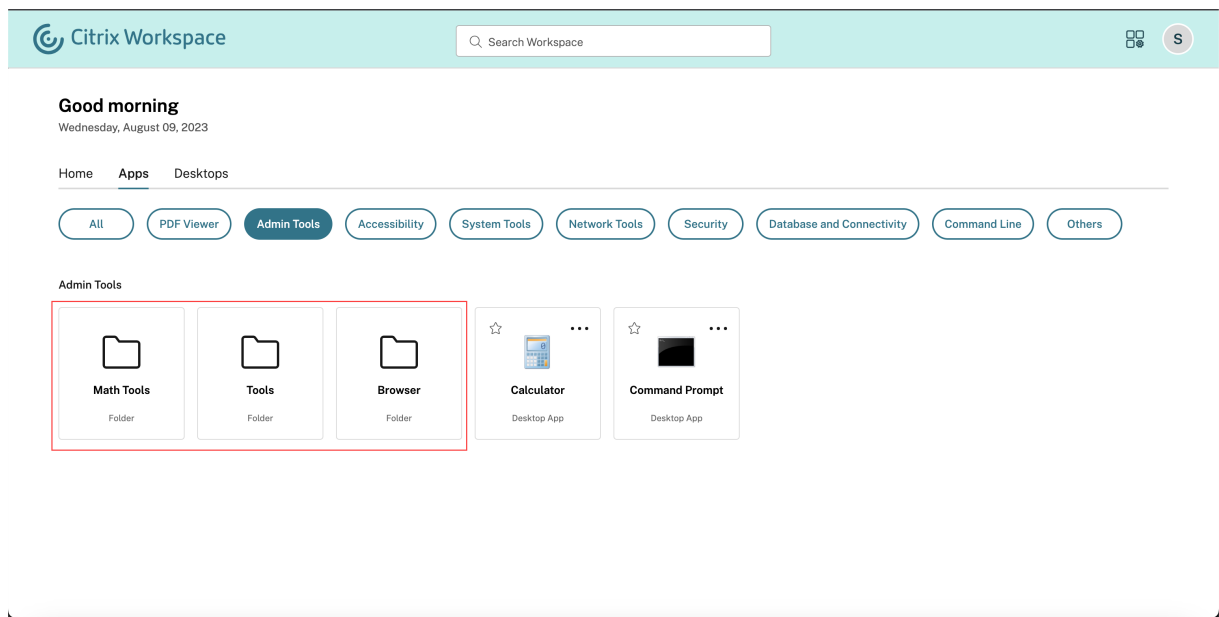 Citrix Workspace
Search Workspace
S
Good morning
Wednesday, August 09, 2023
Home Apps Desktops
All PDF Viewer Admin Tools Accessibility System Tools Network Tools Security Database and Connectivity Command Line Others
Admin Tools
Math Tools Tools Browser Calculator Command Prompt
Folder Folder Folder Desktop App Desktop App